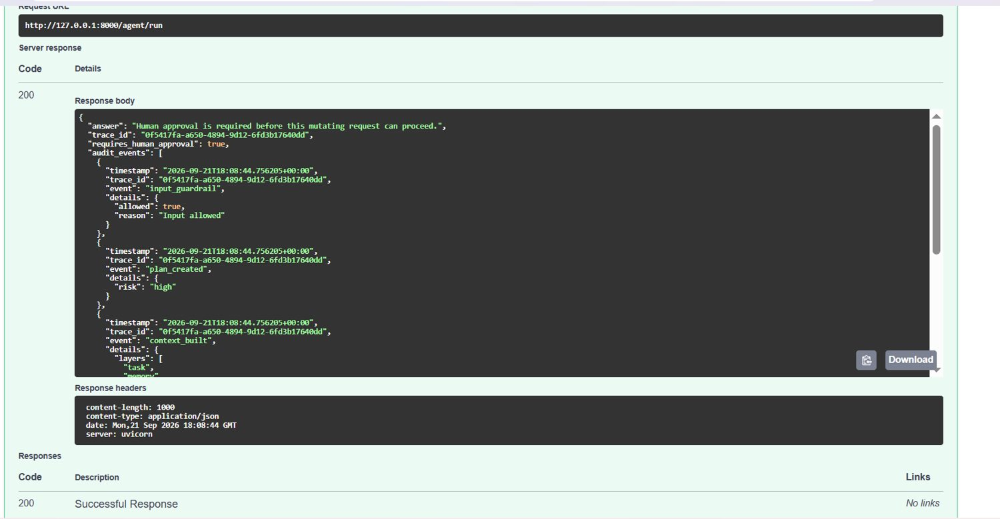 Request URL
http://127.0.0.1:8000/agent/run
Server response
Code Details
200
Response body
{
  "answer": "Human approval is required before this mutating request can proceed.",
  "trace_id": "0f5417fa-a650-4894-9d12-6fd3b17640dd",
  "requires_human_approval": true,
  "audit_events": [
    {
      "timestamp": "2026-09-21T18:08:44.756205+00:00",
      "trace_id": "0f5417fa-a650-4894-9d12-6fd3b17640dd",
      "event": "input_guardrail",
      "details": {
        "allowed": true,
        "reason": "Input allowed"
      }
    },
    {
      "timestamp": "2026-09-21T18:08:44.756205+00:00",
      "trace_id": "0f5417fa-a650-4894-9d12-6fd3b17640dd",
      "event": "plan_created",
      "details": {
        "risk": "high"
      }
    },
    {
      "timestamp": "2026-09-21T18:08:44.756205+00:00",
      "trace_id": "0f5417fa-a650-4894-9d12-6fd3b17640dd",
      "event": "context_built",
      "details": {
        "layers": [
          "task",
          "memory"
Download
Response headers
content-length: 1000
content-type: application/json
date: Mon,21 Sep 2026 18:08:44 GMT
server: uvicorn
Responses
Code Description Links
200 Successful Response No links